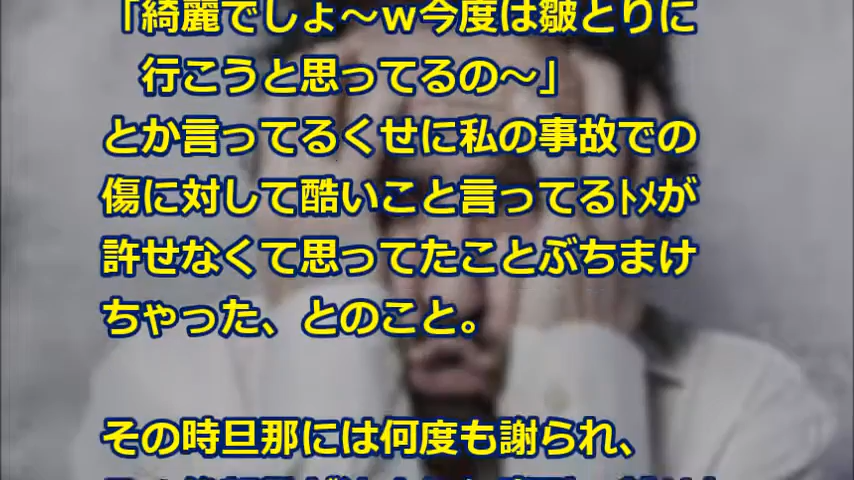 「綺麗でしょ～w今度は皺とりに
行こうと思ってるの～」
とか言ってるくせに私の事故での
傷に対して酷いこと言ってるﾄﾒが
許せなくて思ってたことぶちまけ
ちゃった、とのこと。
その時旦那には何度も謝られ、